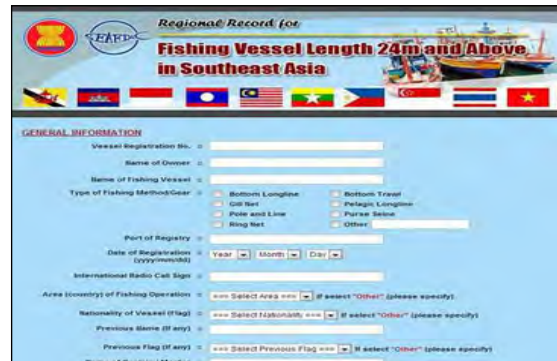 SEAFDEC
Regional Record for
Fishing Vessel Length 24m and Above
in Southeast Asia
GENERAL INFORMATION
Vessel Registration No. =
Name of Owner =
Name of Fishing Vessel =
Type of Fishing Method/Gear = Bottom Longline Bottom Trawl
Gill Net Pelagic Longline
Pole and Line Purse Seine
Ring Net Other
Port of Registry =
Date of Registration = Year Month Day
(yyyy/mm/dd)
International Radio Call Sign =
Area (country) of Fishing Operation = === Select Area === If select "Other" (please specify)
Nationality of Vessel (Flag) = === Select Nationality === If select "Other" (please specify)
Previous Name (If any) =
Previous Flag (If any) = === Select Previous Flag === If select "Other" (please specify)